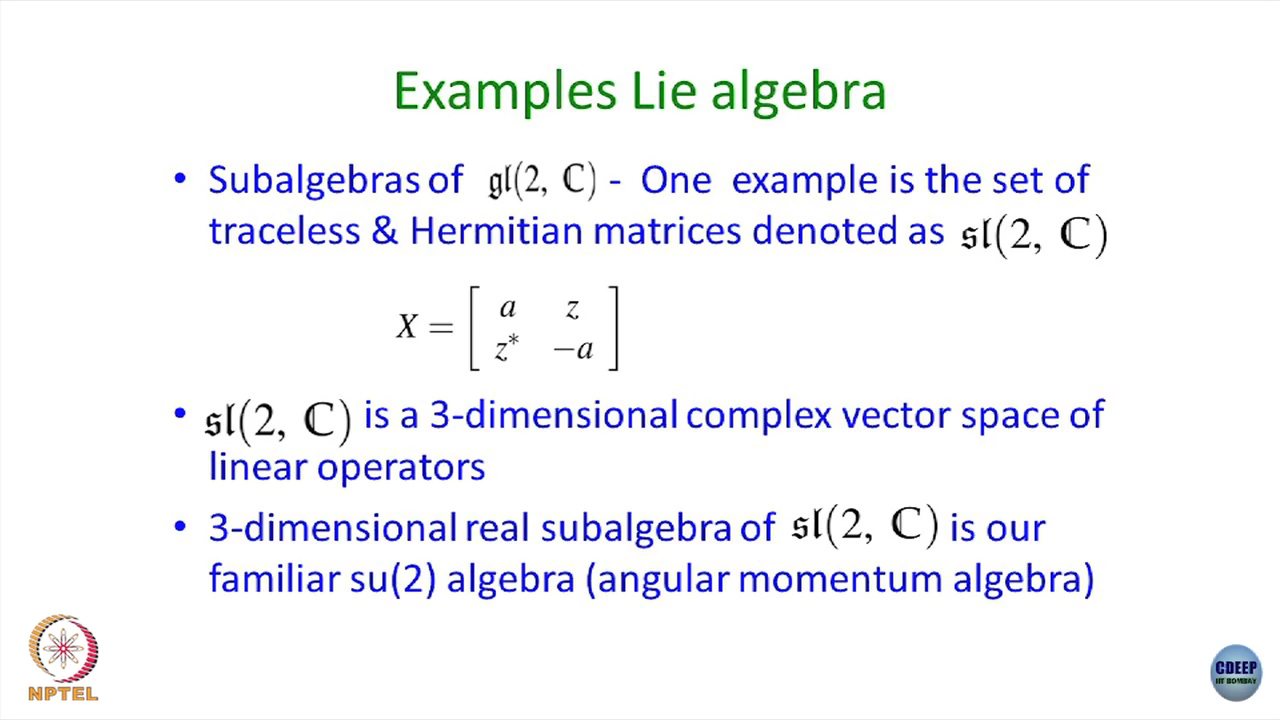 Examples Lie algebra
• Subalgebras of 𝔤𝔩(2, ℂ) - One example is the set of
traceless & Hermitian matrices denoted as 𝔰𝔩(2, ℂ)
X = [ a z
z* −a ]
• 𝔰𝔩(2, ℂ) is a 3-dimensional complex vector space of
linear operators
• 3-dimensional real subalgebra of 𝔰𝔩(2, ℂ) is our
familiar su(2) algebra (angular momentum algebra)
NPTEL
CDEEP
IIT BOMBAY